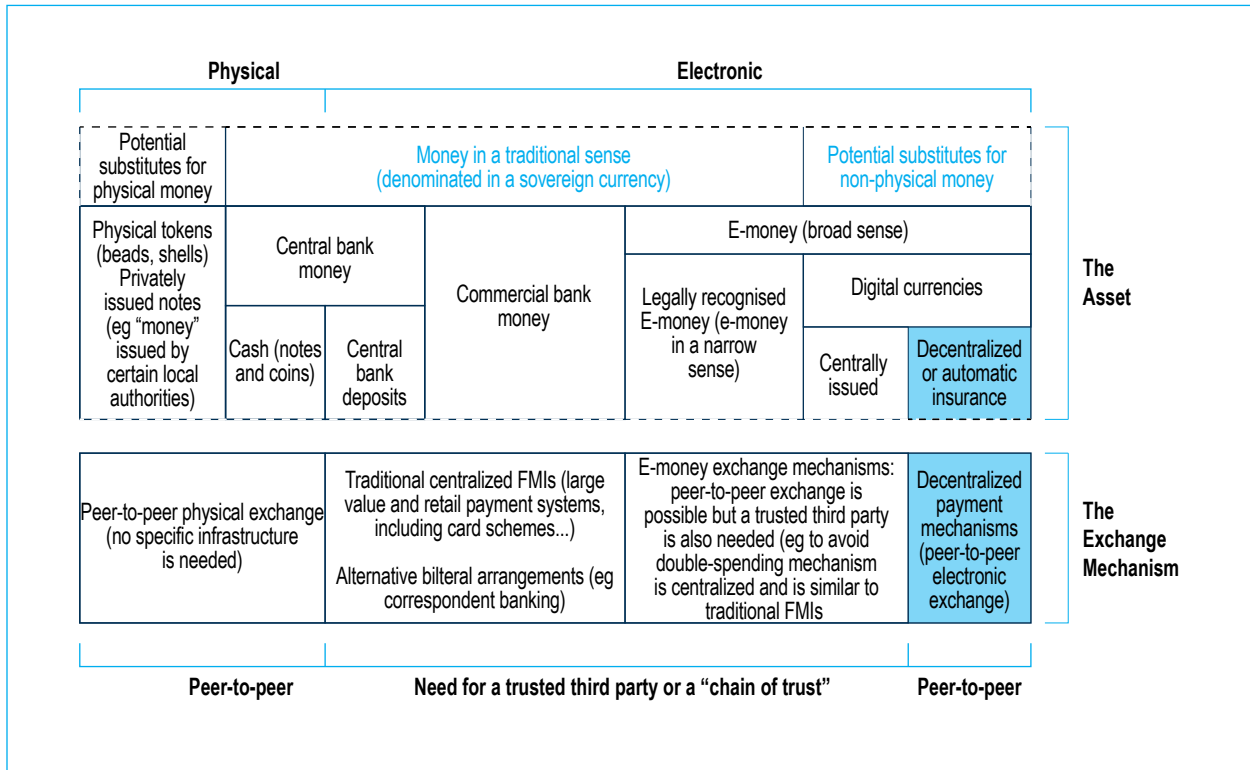 Physical
Electronic
Potential
substitutes for
physical money
Money in a traditional sense
(denominated in a sovereign currency)
Potential substitutes for
non-physical money
Physical tokens
(beads, shells)
Privately
issued notes
(eg “money”
issued by
certain local
authorities)
Central bank
money
Cash (notes
and coins)
Central
bank
deposits
Commercial bank
money
E-money (broad sense)
Legally recognised
E-money (e-money
in a narrow
sense)
Digital currencies
Centrally
issued
Decentralized
or automatic
insurance
The
Asset
Peer-to-peer physical exchange
(no specific infrastructure
is needed)
Traditional centralized FMIs (large
value and retail payment systems,
including card schemes...)
Alternative bilteral arrangements (eg
correspondent banking)
E-money exchange mechanisms:
peer-to-peer exchange is
possible but a trusted third party
is also needed (eg to avoid
double-spending mechanism
is centralized and is similar to
traditional FMIs
Decentralized
payment
mechanisms
(peer-to-peer
electronic
exchange)
The
Exchange
Mechanism
Peer-to-peer
Need for a trusted third party or a “chain of trust”
Peer-to-peer